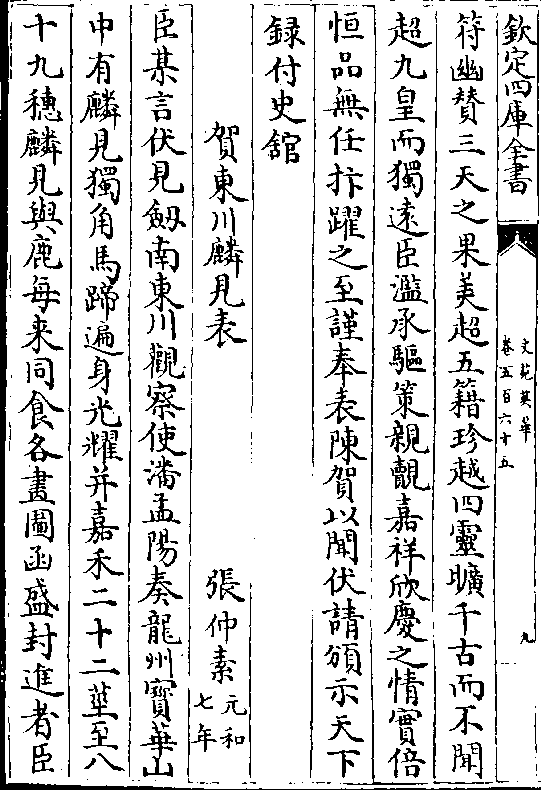 欽定四庫全書
文苑英華
卷五百六十五
九
符幽贊三天之果美超五籍珍越四靈曠千古而不聞
超九皇而獨遠臣濫承驅策親覩嘉祥欣慶之情實倍
恒品無任抃躍之至謹奉表陳賀以聞伏請頒示天下
録付史舘
賀東川麟見表
張仲素
元和
七年
臣某言伏見劔南東川觀察使潘孟陽奏龍州寳華山
中有麟見獨角馬蹄遍身光耀并嘉禾二十二莖至八
十九穗麟見與鹿每来同食各畫圖函盛封進者臣